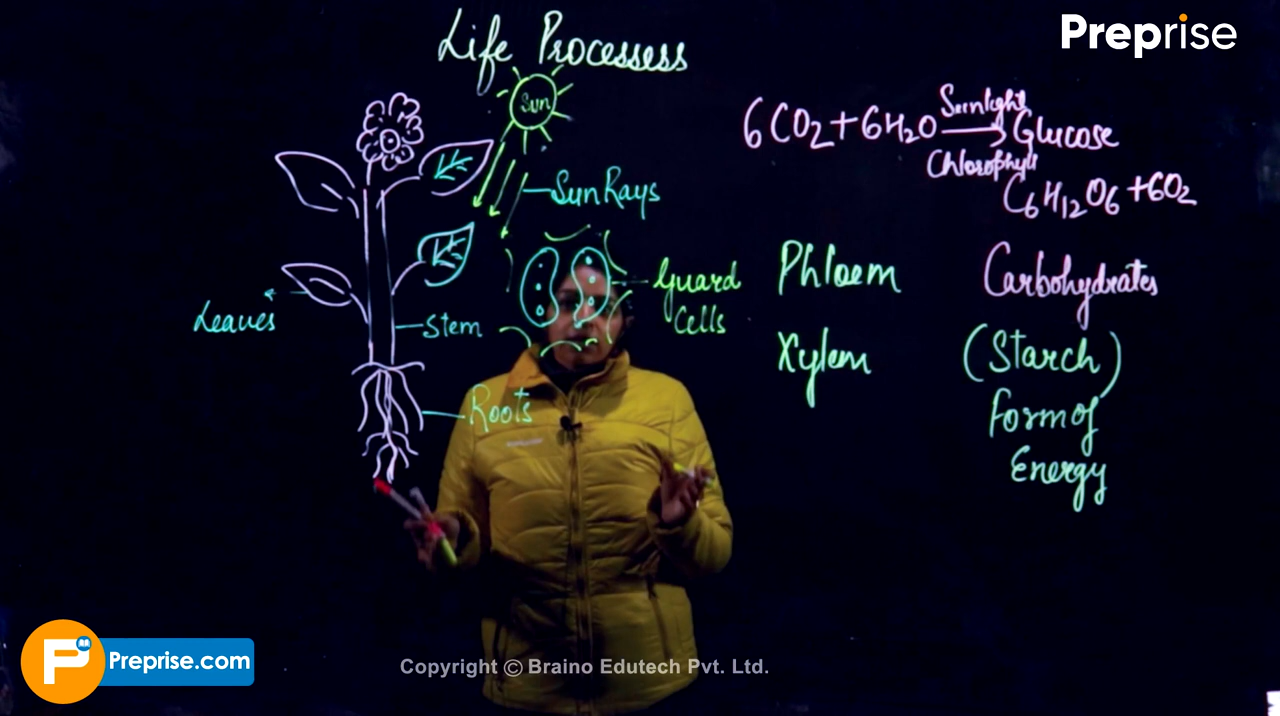 Life Processess
Preprise
Sun
Sun Rays
Leaves
Stem
Roots
Guard
Cells
6CO2+6H2O Sunlight → Chlorophyll Glucose
C6H12O6 +6O2
Phloem
Xylem
Carbohydrates
(Starch)
Form of
Energy
Preprise.com
Copyright © Braino Edutech Pvt. Ltd.